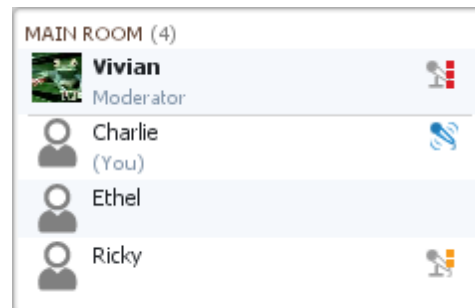 MAIN ROOM (4)
Vivian
Moderator
Charlie
(You)
Ethel
Ricky